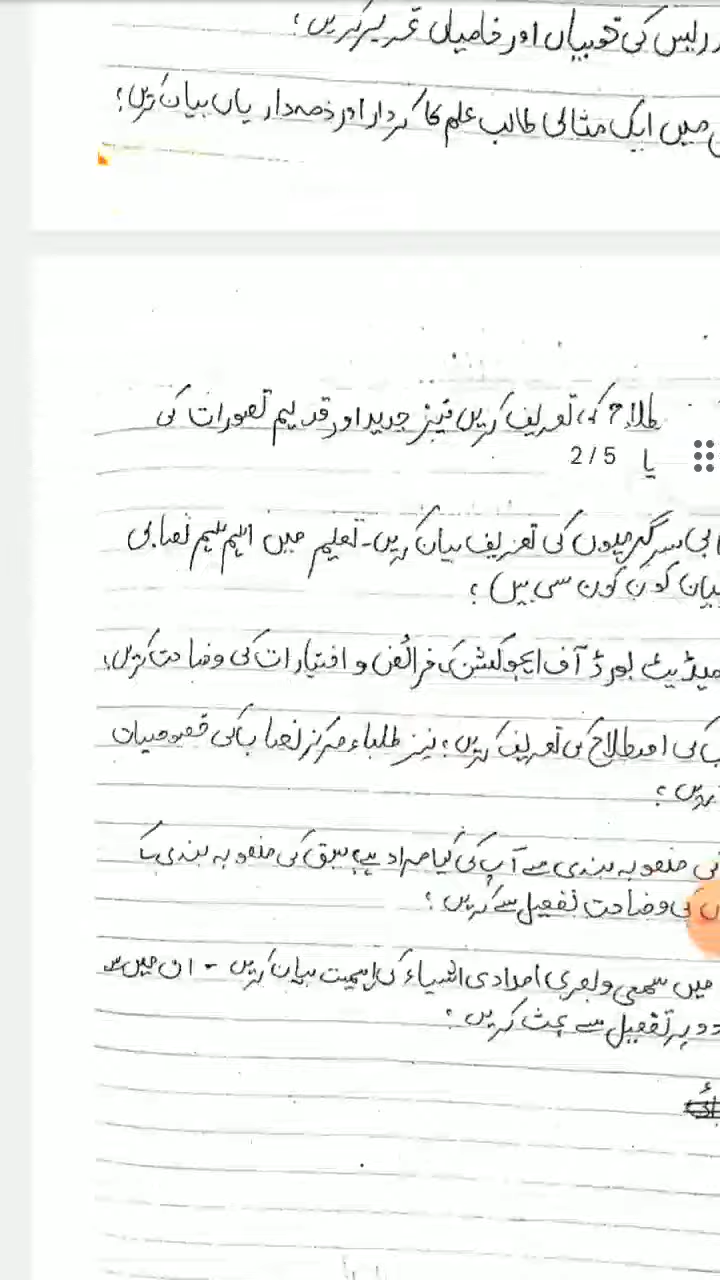 دریس کی خوبیاں اور خامیاں تحریر کریں؟
میں ایک مثالی طالب علم کا کردار اور ذمہ دار یاں بیان کریں؟
طلاح کی تعریف کریں نیز جدید اور قدیم تصورات کی
یا
2/5
ابی سرگرمیوں کی تعریف بیان کریں۔ تعلیم میں اہم ہم نصابی
بیان کون کون سی ہیں؟
میڈیٹ بورڈ آف ایجوکیشن کے فرائض و اختیارات کی وضاحت کریں؟
ب کی اصطلاح کی تعریف کریں؟ نیز طلباء مرکز نصاب کی خصوصیات
کریں؟
نی منصوبہ بندی سے آپ کی کیا مراد ہے؟ سبق کی منصوبہ بندی کے
کی وضاحت تفصیل سے کریں؟
میں سمعی و بصری امدادی اشیاء کی اہمیت بیان کریں - ان میں سے
دو پر تفصیل سے بحث کریں؟